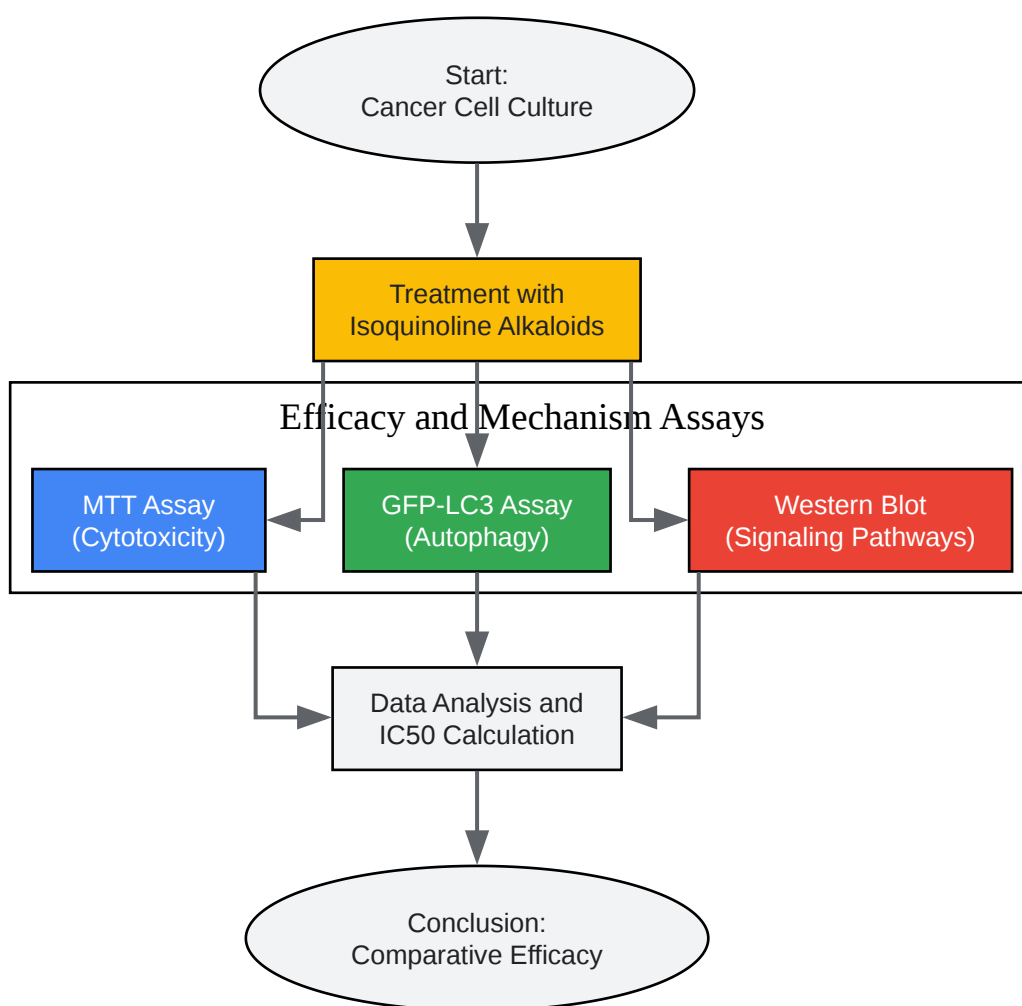 Start:
Cancer Cell Culture
Treatment with
Isoquinoline Alkaloids
Efficacy and Mechanism Assays
MTT Assay
(Cytotoxicity)
GFP-LC3 Assay
(Autophagy)
Western Blot
(Signaling Pathways)
Data Analysis and
IC50 Calculation
Conclusion:
Comparative Efficacy